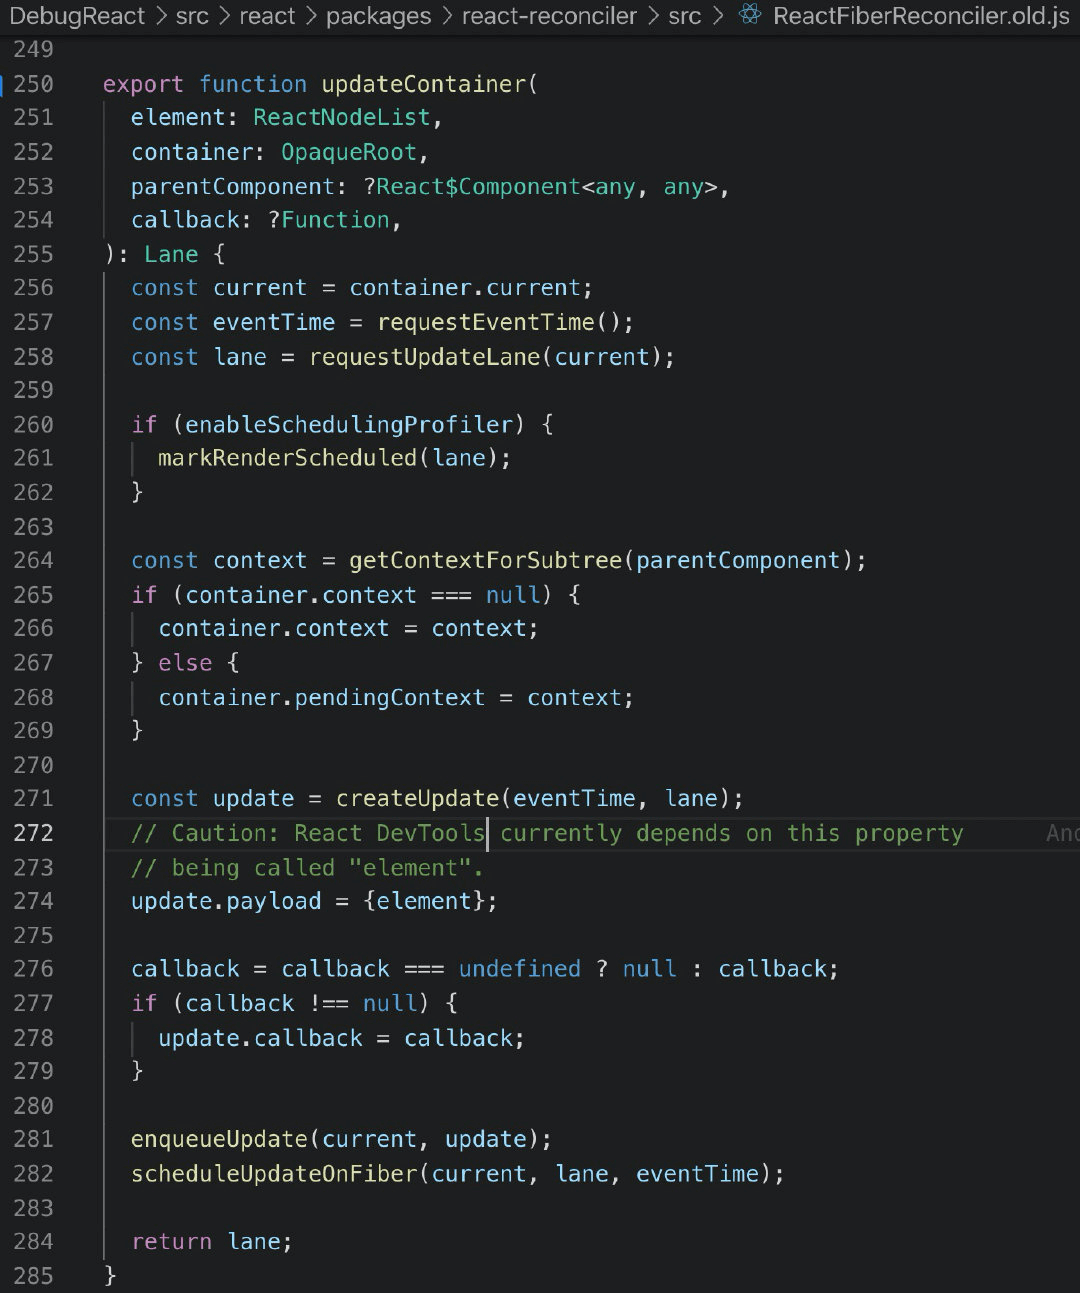 DebugReact > src > react > packages > react-reconciler > src > ReactFiberReconciler.old.js
249
250 export function updateContainer(
251   element: ReactNodeList,
252   container: OpaqueRoot,
253   parentComponent: ?React$Component<any, any>,
254   callback: ?Function,
255 ): Lane {
256   const current = container.current;
257   const eventTime = requestEventTime();
258   const lane = requestUpdateLane(current);
259
260   if (enableSchedulingProfiler) {
261     markRenderScheduled(lane);
262   }
263
264   const context = getContextForSubtree(parentComponent);
265   if (container.context === null) {
266     container.context = context;
267   } else {
268     container.pendingContext = context;
269   }
270
271   const update = createUpdate(eventTime, lane);
272   // Caution: React DevTools currently depends on this property
273   // being called "element".
274   update.payload = {element};
275
276   callback = callback === undefined ? null : callback;
277   if (callback !== null) {
278     update.callback = callback;
279   }
280
281   enqueueUpdate(current, update);
282   scheduleUpdateOnFiber(current, lane, eventTime);
283
284   return lane;
285 }